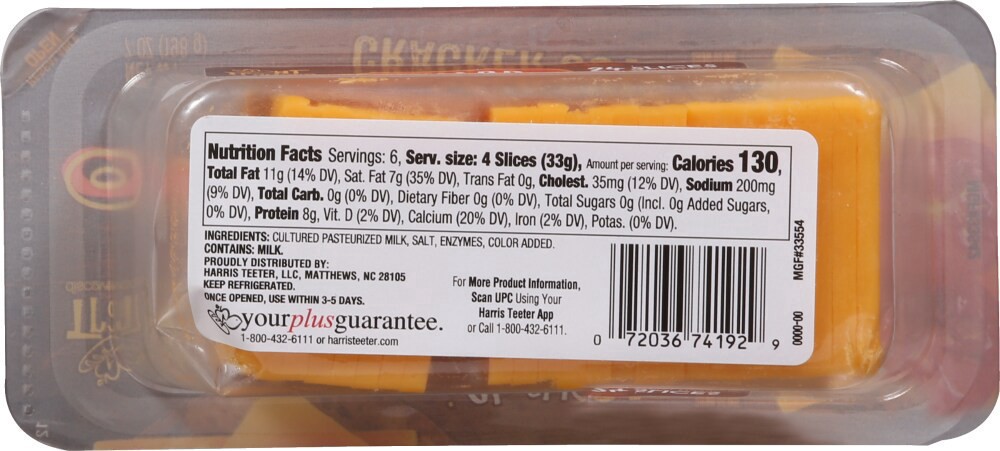 CRACKER
24 SLICES
Nutrition Facts Servings: 6, Serv. size: 4 Slices (33g), Amount per serving: Calories 130,
Total Fat 11g (14% DV), Sat. Fat 7g (35% DV), Trans Fat 0g, Cholest. 35mg (12% DV), Sodium 200mg
(9% DV), Total Carb. 0g (0% DV), Dietary Fiber 0g (0% DV), Total Sugars 0g (Incl. 0g Added Sugars,
0% DV), Protein 8g, Vit. D (2% DV), Calcium (20% DV), Iron (2% DV), Potas. (0% DV).
INGREDIENTS: CULTURED PASTEURIZED MILK, SALT, ENZYMES, COLOR ADDED.
CONTAINS: MILK.
PROUDLY DISTRIBUTED BY:
HARRIS TEETER, LLC, MATTHEWS, NC 28105
KEEP REFRIGERATED.
ONCE OPENED, USE WITHIN 3-5 DAYS.
yourplusguarantee.
1-800-432-6111 or harristeeter.com
For More Product Information,
Scan UPC Using Your
Harris Teeter App
or Call 1-800-432-6111.
0 72036 74192 9
0000-00
MGF#33554